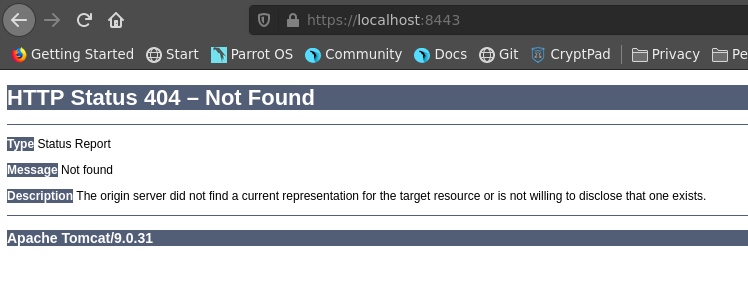 https://localhost:8443
Getting Started Start Parrot OS Community Docs Git CryptPad Privacy Pe
HTTP Status 404 – Not Found
Type Status Report
Message Not found
Description The origin server did not find a current representation for the target resource or is not willing to disclose that one exists.
Apache Tomcat/9.0.31